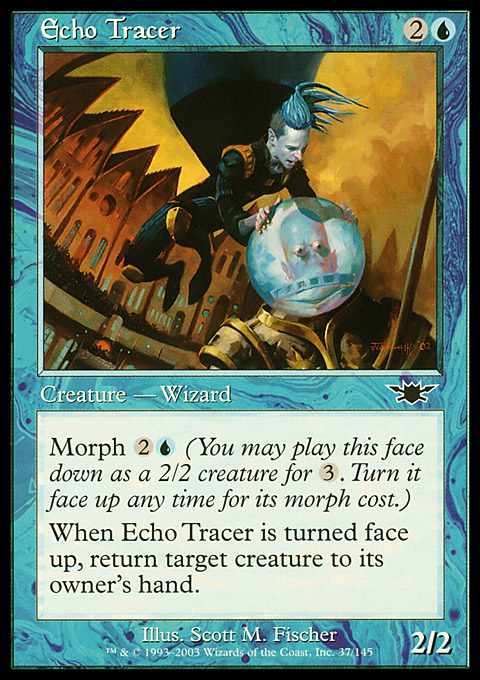 Echo Tracer 2
Creature — Wizard
Morph 2 (You may play this face
down as a 2/2 creature for 3. Turn it
face up any time for its morph cost.)
When Echo Tracer is turned face
up, return target creature to its
owner's hand.
Illus. Scott M. Fischer
2/2
™ & © 1993-2003 Wizards of the Coast, Inc. 37/145